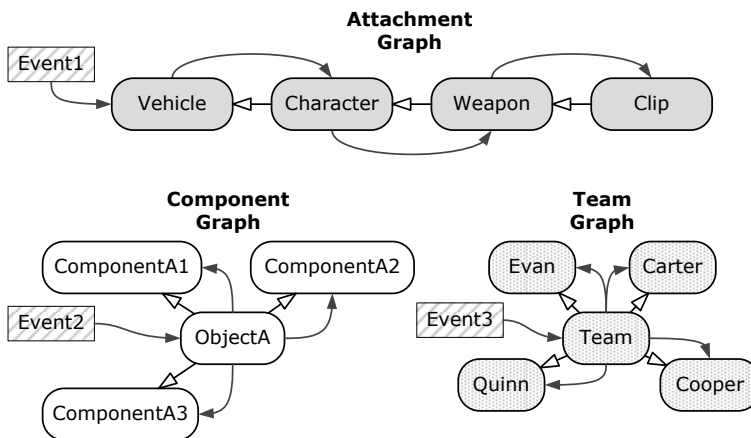 Attachment
Graph
Event1
Vehicle
Character
Weapon
Clip
Component
Graph
ComponentA1
ComponentA2
Event2
ObjectA
ComponentA3
Team
Graph
Evan
Carter
Event3
Team
Quinn
Cooper